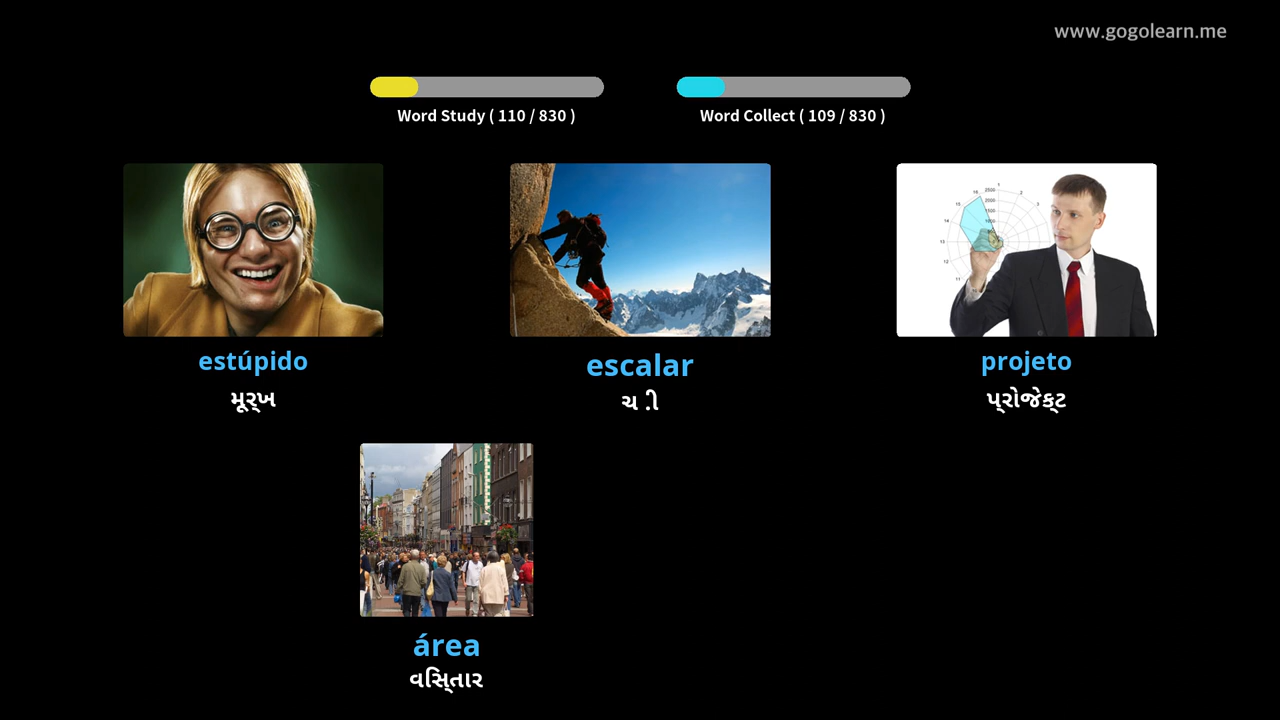 www.gogolearn.me
Word Study ( 110 / 830 )
Word Collect ( 109 / 830 )
estúpido
મૂર્ખ
escalar
ચ .ી
projeto
પ્રોજેક્ટ
área
વિસ્તાર